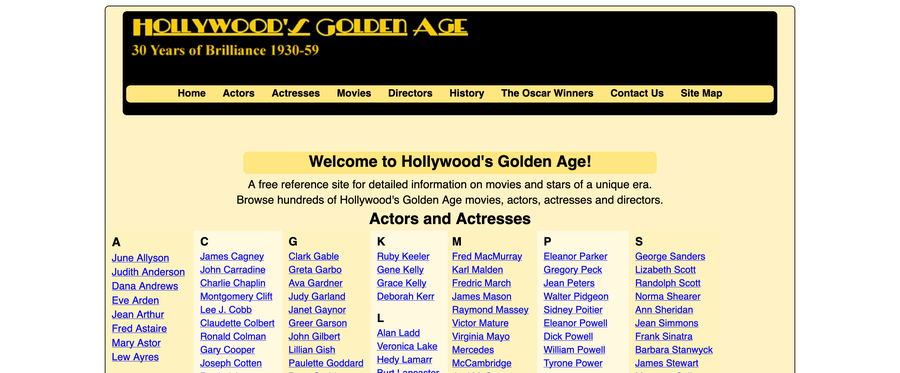 HOLLYWOOD'S GOLDEN AGE
30 Years of Brilliance 1930-59
Home Actors Actresses Movies Directors History The Oscar Winners Contact Us Site Map
Welcome to Hollywood's Golden Age!
A free reference site for detailed information on movies and stars of a unique era.
Browse hundreds of Hollywood's Golden Age movies, actors, actresses and directors.
Actors and Actresses
A
June Allyson
Judith Anderson
Dana Andrews
Eve Arden
Jean Arthur
Fred Astaire
Mary Astor
Lew Ayres
C
James Cagney
John Carradine
Charlie Chaplin
Montgomery Clift
Lee J. Cobb
Claudette Colbert
Ronald Colman
Gary Cooper
Joseph Cotten
G
Clark Gable
Greta Garbo
Ava Gardner
Judy Garland
Janet Gaynor
Greer Garson
John Gilbert
Lillian Gish
Paulette Goddard
K
Ruby Keeler
Gene Kelly
Grace Kelly
Deborah Kerr
L
Alan Ladd
Veronica Lake
Hedy Lamarr
Burt Lancaster
M
Fred MacMurray
Karl Malden
Fredric March
James Mason
Raymond Massey
Victor Mature
Virginia Mayo
Mercedes
McCambridge
P
Eleanor Parker
Gregory Peck
Jean Peters
Walter Pidgeon
Sidney Poitier
Eleanor Powell
Dick Powell
William Powell
Tyrone Power
S
George Sanders
Lizabeth Scott
Randolph Scott
Norma Shearer
Ann Sheridan
Jean Simmons
Frank Sinatra
Barbara Stanwyck
James Stewart